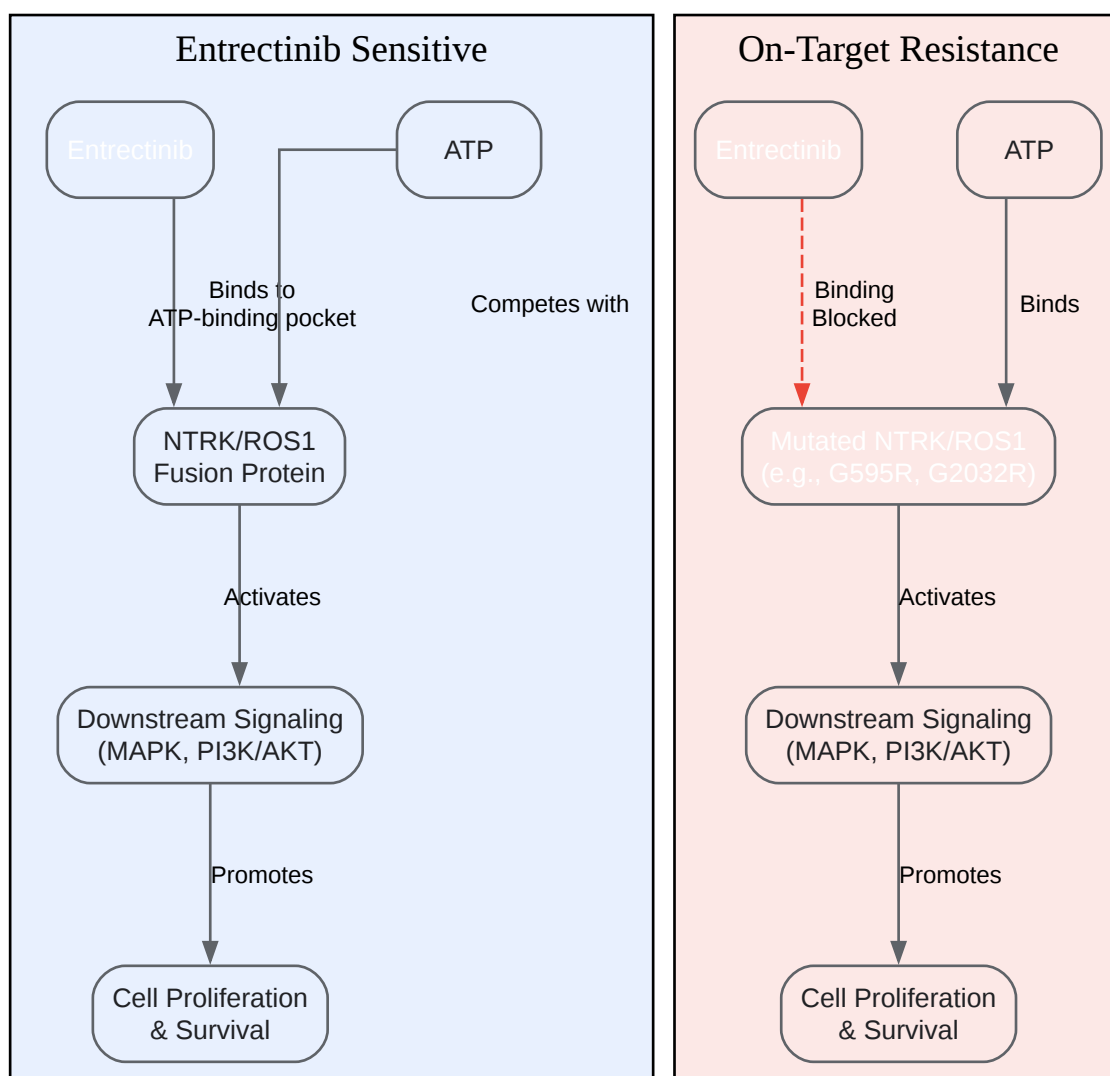 Entrectinib Sensitive
Entrectinib
ATP
Binds to
ATP-binding pocket
Competes with
NTRK/ROS1
Fusion Protein
Activates
Downstream Signaling
(MAPK, PI3K/AKT)
Promotes
Cell Proliferation
& Survival
On-Target Resistance
Entrectinib
ATP
Binding
Blocked
Binds
Mutated NTRK/ROS1
(e.g., G595R, G2032R)
Activates
Downstream Signaling
(MAPK, PI3K/AKT)
Promotes
Cell Proliferation
& Survival